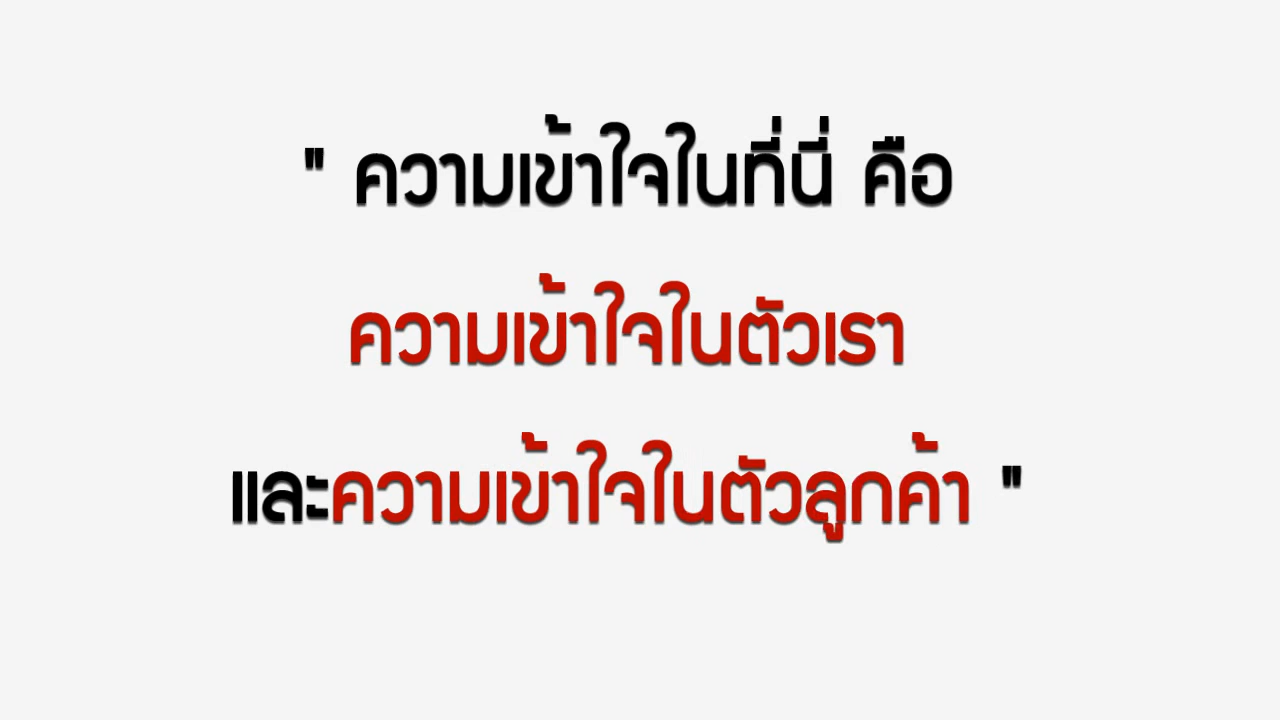 " ความเข้าใจในที่นี่ คือ
ความเข้าใจในตัวเรา
และความเข้าใจในตัวลูกค้า "